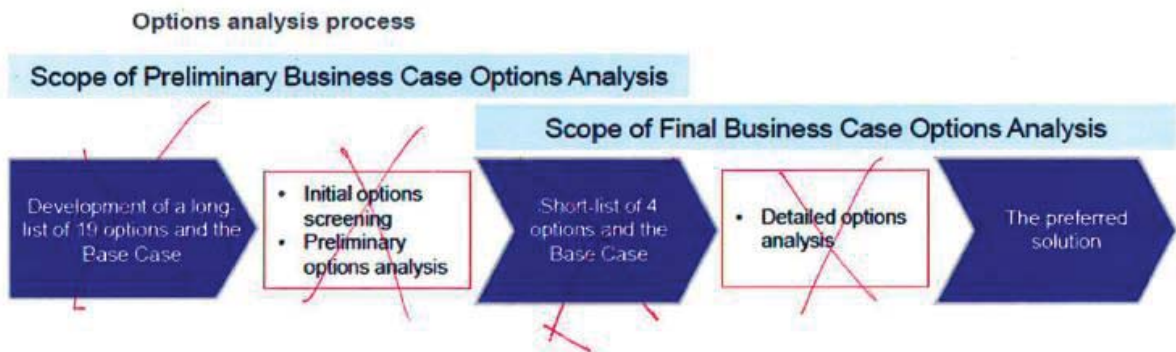 Options analysis process
Scope of Preliminary Business Case Options Analysis
Scope of Final Business Case Options Analysis
Development of a long-
list of 19 options and the
Base Case
• Initial options
screening
• Preliminary
options analysis
Short-list of 4
options and the
Base Case
• Detailed options
analysis
The preferred
solution